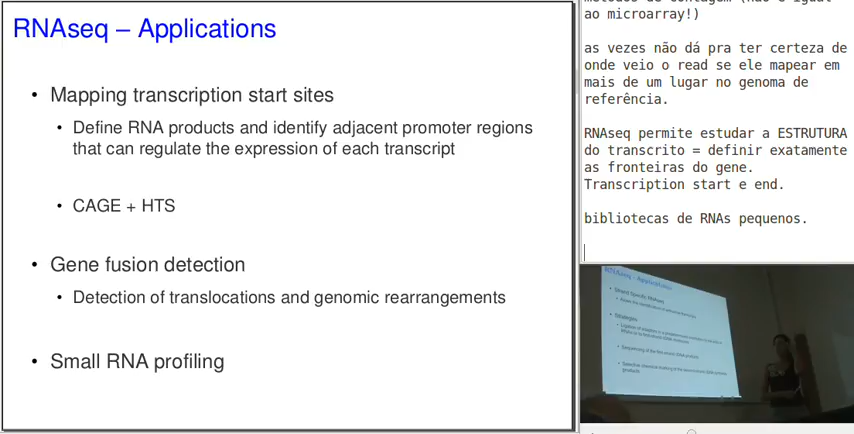 RNAseq – Applications
• Mapping transcription start sites
• Define RNA products and identify adjacent promoter regions
that can regulate the expression of each transcript
• CAGE + HTS
• Gene fusion detection
• Detection of translocations and genomic rearrangements
• Small RNA profiling
ao microarray!)
as vezes não dá pra ter certeza de
onde veio o read se ele mapear em
mais de um lugar no genoma de
referência.
RNAseq permite estudar a ESTRUTURA
do transcrito = definir exatamente
as fronteiras do gene.
Transcription start e end.
bibliotecas de RNAs pequenos.
RNAseq - Applications
• Strand Specific RNAseq
• Strategies